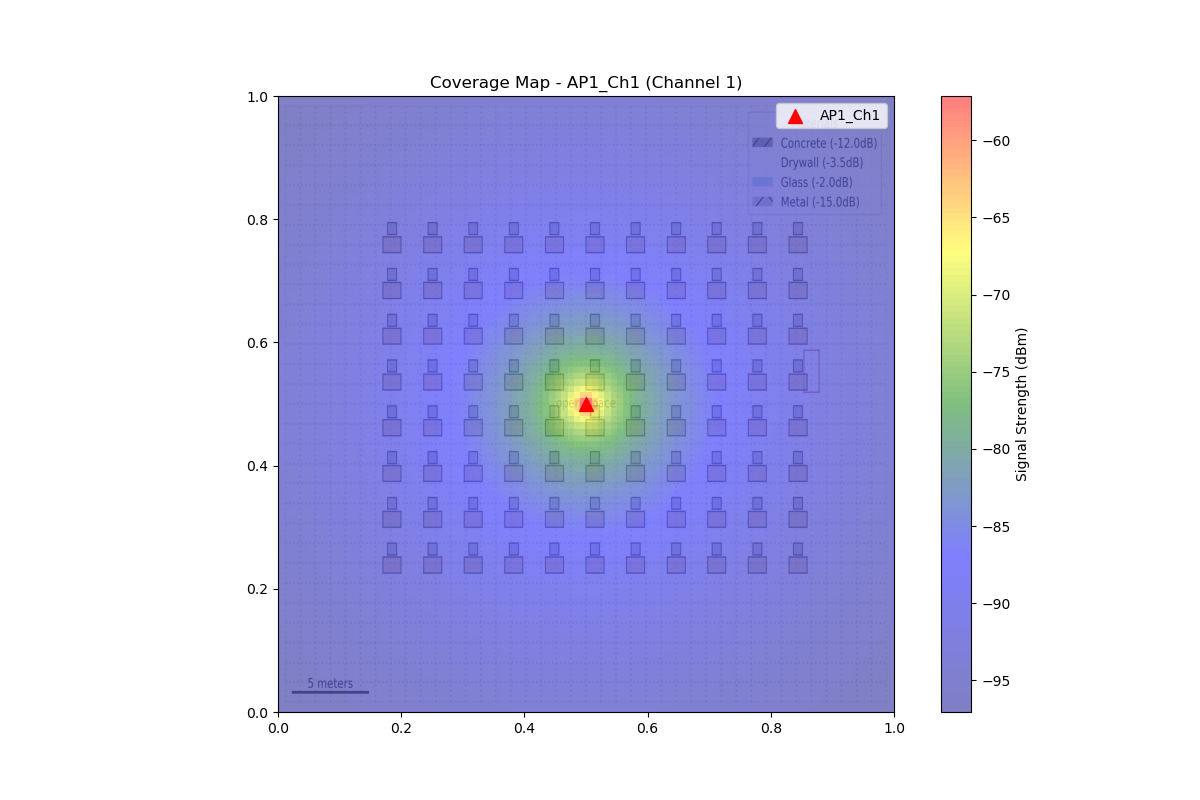 Coverage Map - AP1_Ch1 (Channel 1)
AP1_Ch1
Concrete (-12.0dB)
Drywall (-3.5dB)
Glass (-2.0dB)
Metal (-15.0dB)
1.0
0.8
0.6
0.4
0.2
0.0
5 meters
0.0 0.2 0.4 0.6 0.8 1.0
−60
−65
−70
−75
−80
−85
−90
−95
Signal Strength (dBm)